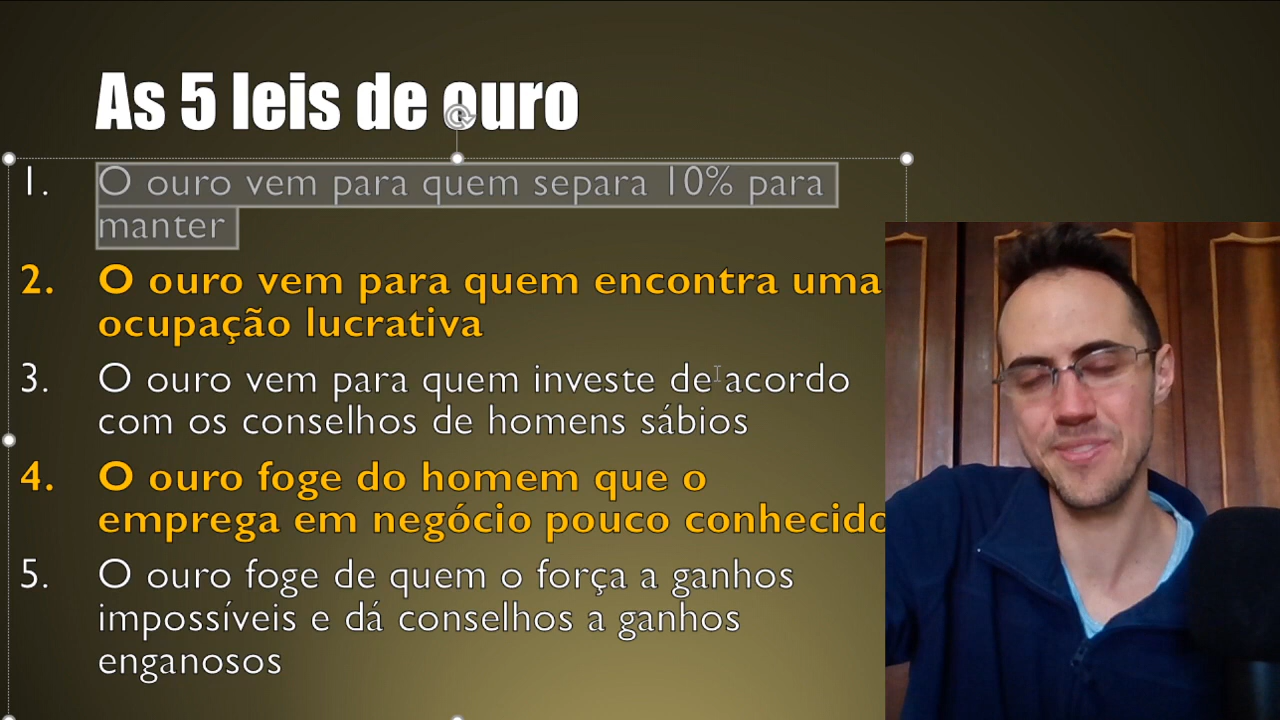 As 5 leis de ouro
1. O ouro vem para quem separa 10% para
manter
2. O ouro vem para quem encontra uma
ocupação lucrativa
3. O ouro vem para quem investe de acordo
com os conselhos de homens sábios
4. O ouro foge do homem que o
emprega em negócio pouco conhecido
5. O ouro foge de quem o força a ganhos
impossíveis e dá conselhos a ganhos
enganosos